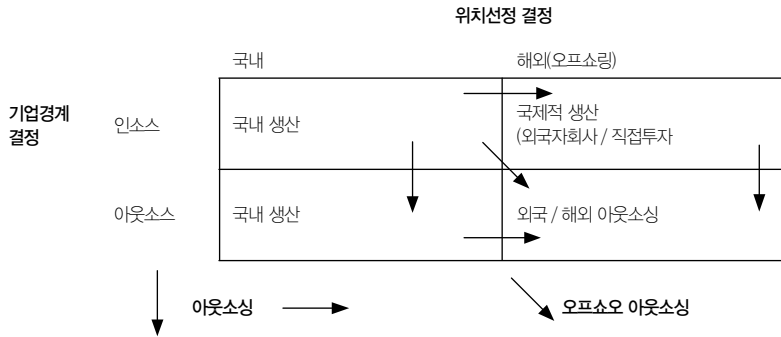 위치선정 결정
국내 해외(오프쇼링)
기업경계
결정
인소스 국내 생산 국제적 생산
(외국자회사 / 직접투자
아웃소스 국내 생산 외국 / 해외 아웃소싱
아웃소싱 오프쇼오 아웃소싱